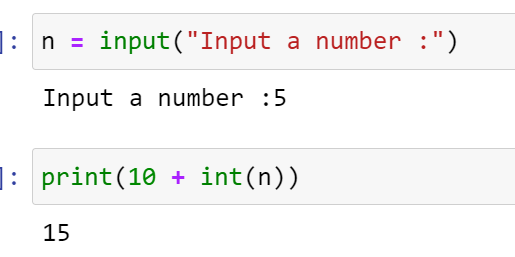 ]: n = input("Input a number :")
Input a number :5
]: print(10 + int(n))
15